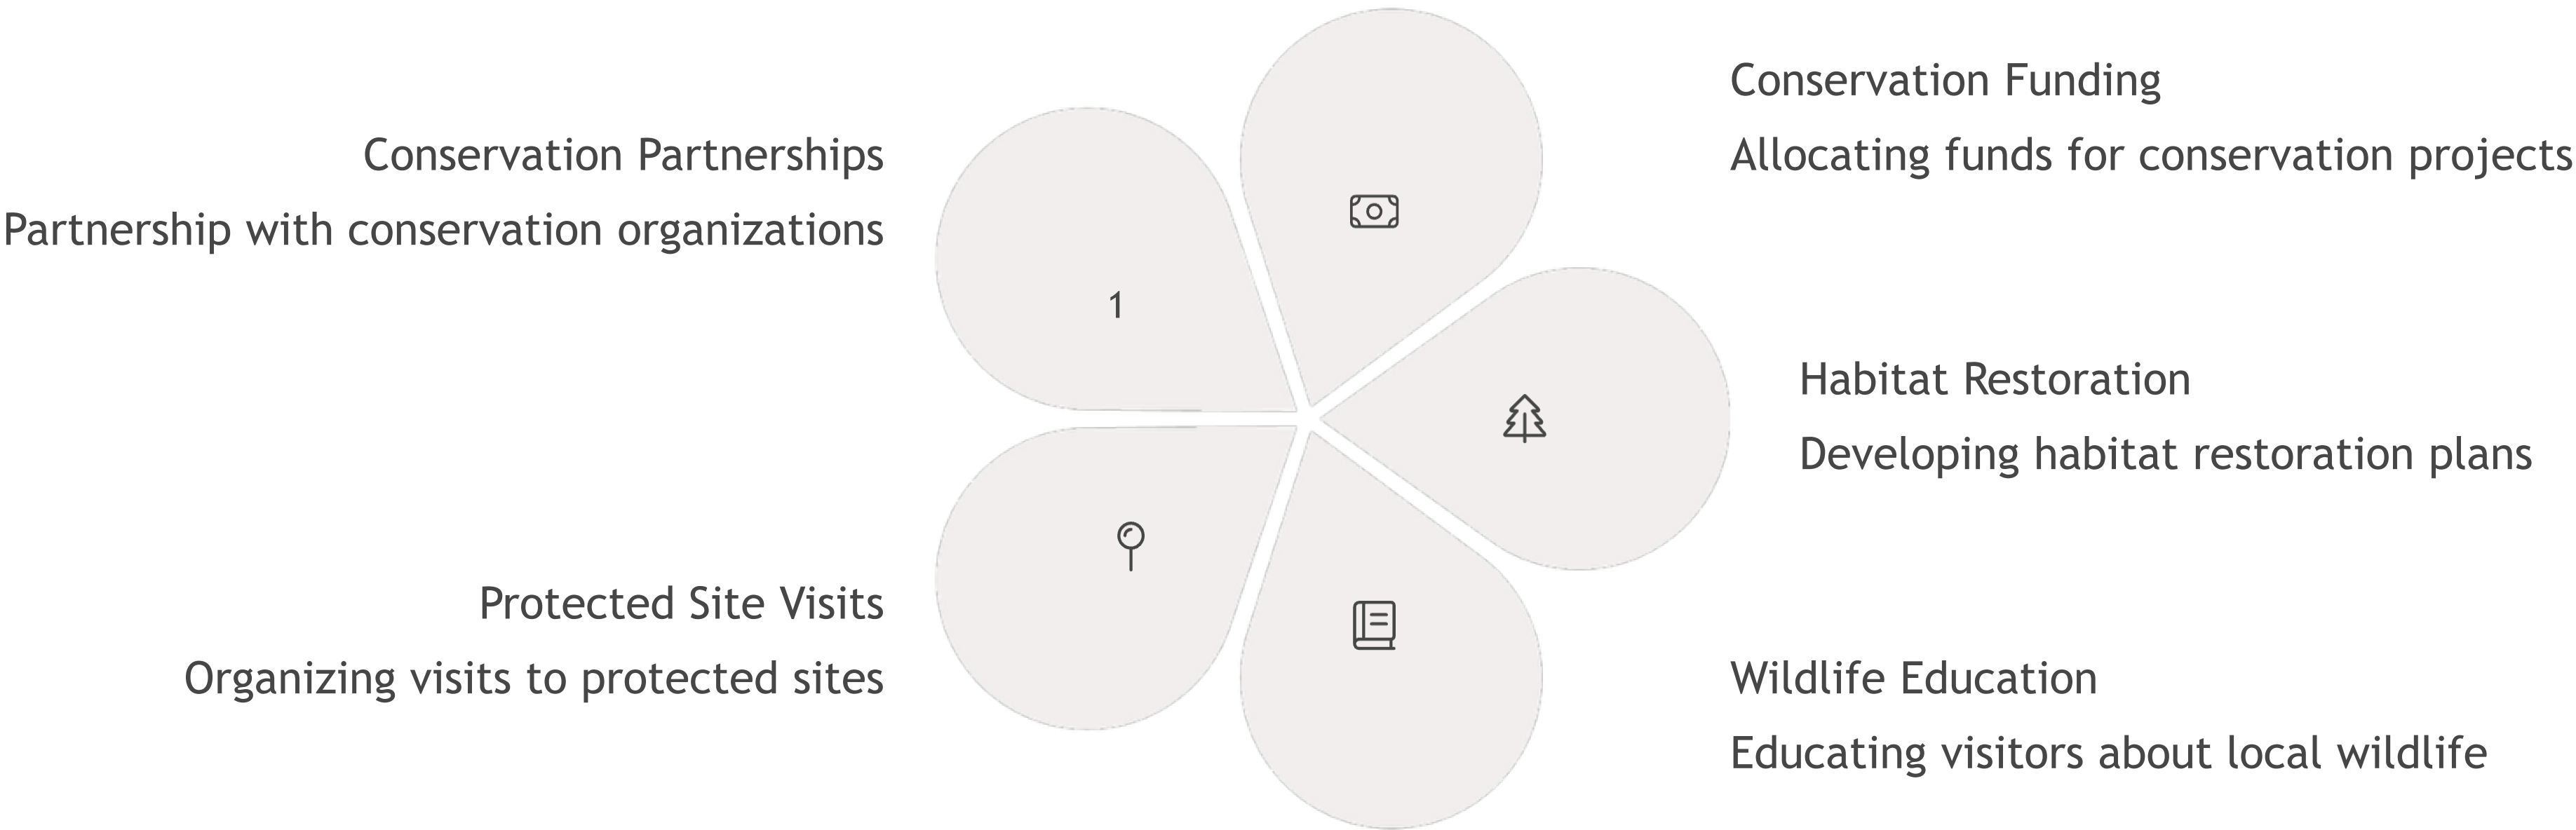 Conservation Funding
Allocating funds for conservation projects
Conservation Partnerships
Partnership with conservation organizations
1
Habitat Restoration
Developing habitat restoration plans
Protected Site Visits
Organizing visits to protected sites
Wildlife Education
Educating visitors about local wildlife